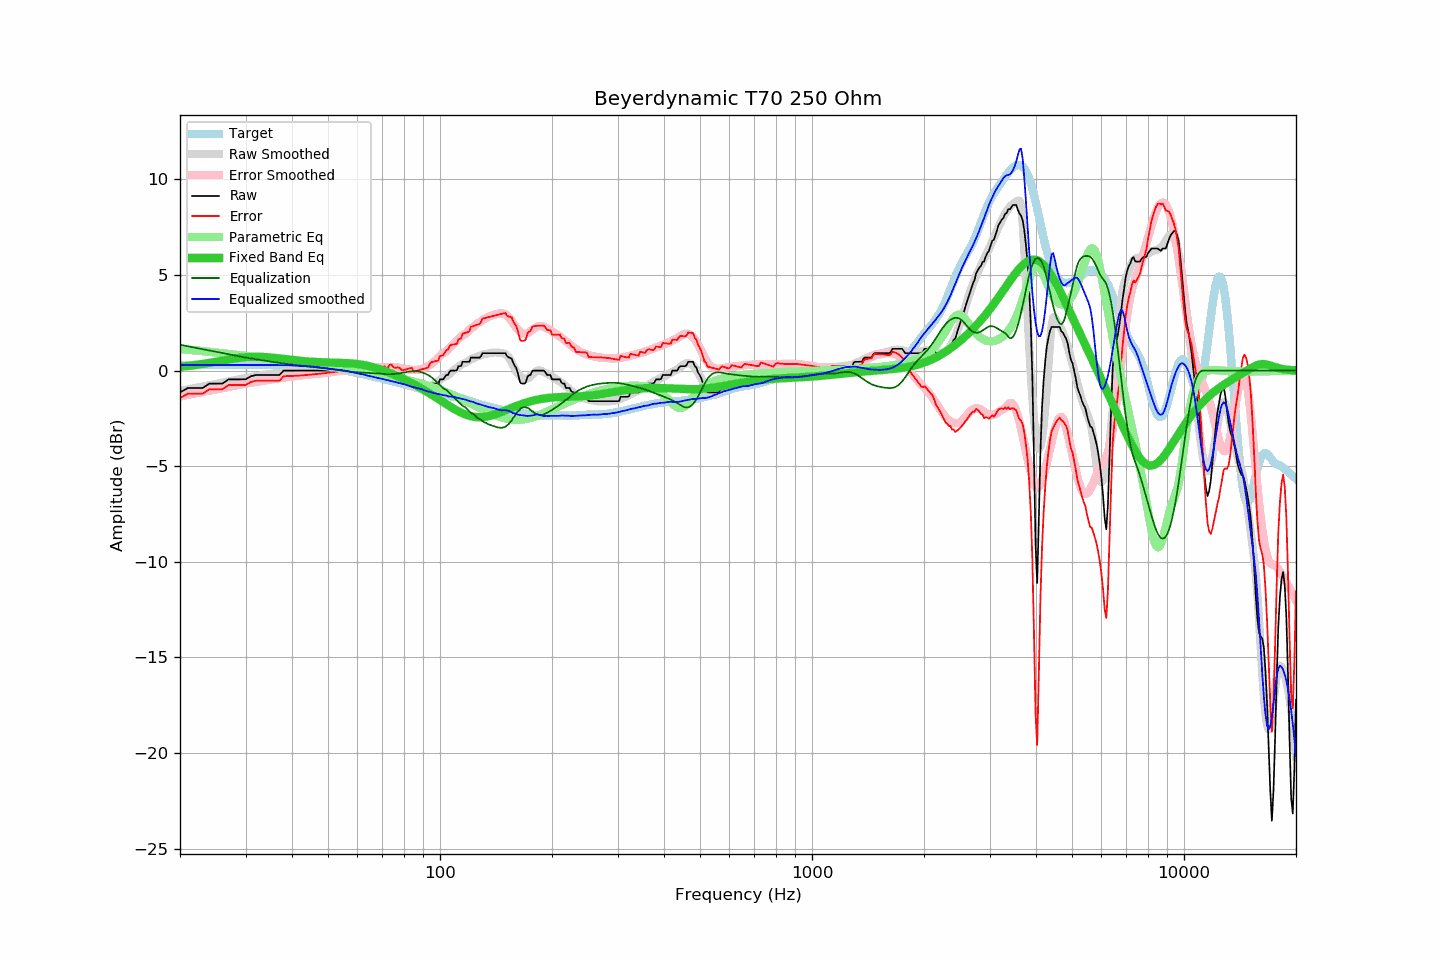 Beyerdynamic T70 250 Ohm
Target
Raw Smoothed
Error Smoothed
Raw
Error
Parametric Eq
Fixed Band Eq
Equalization
Equalized smoothed
10
5
0
−5
−10
−15
−20
−25
Amplitude (dBr)
100
1000
10000
Frequency (Hz)